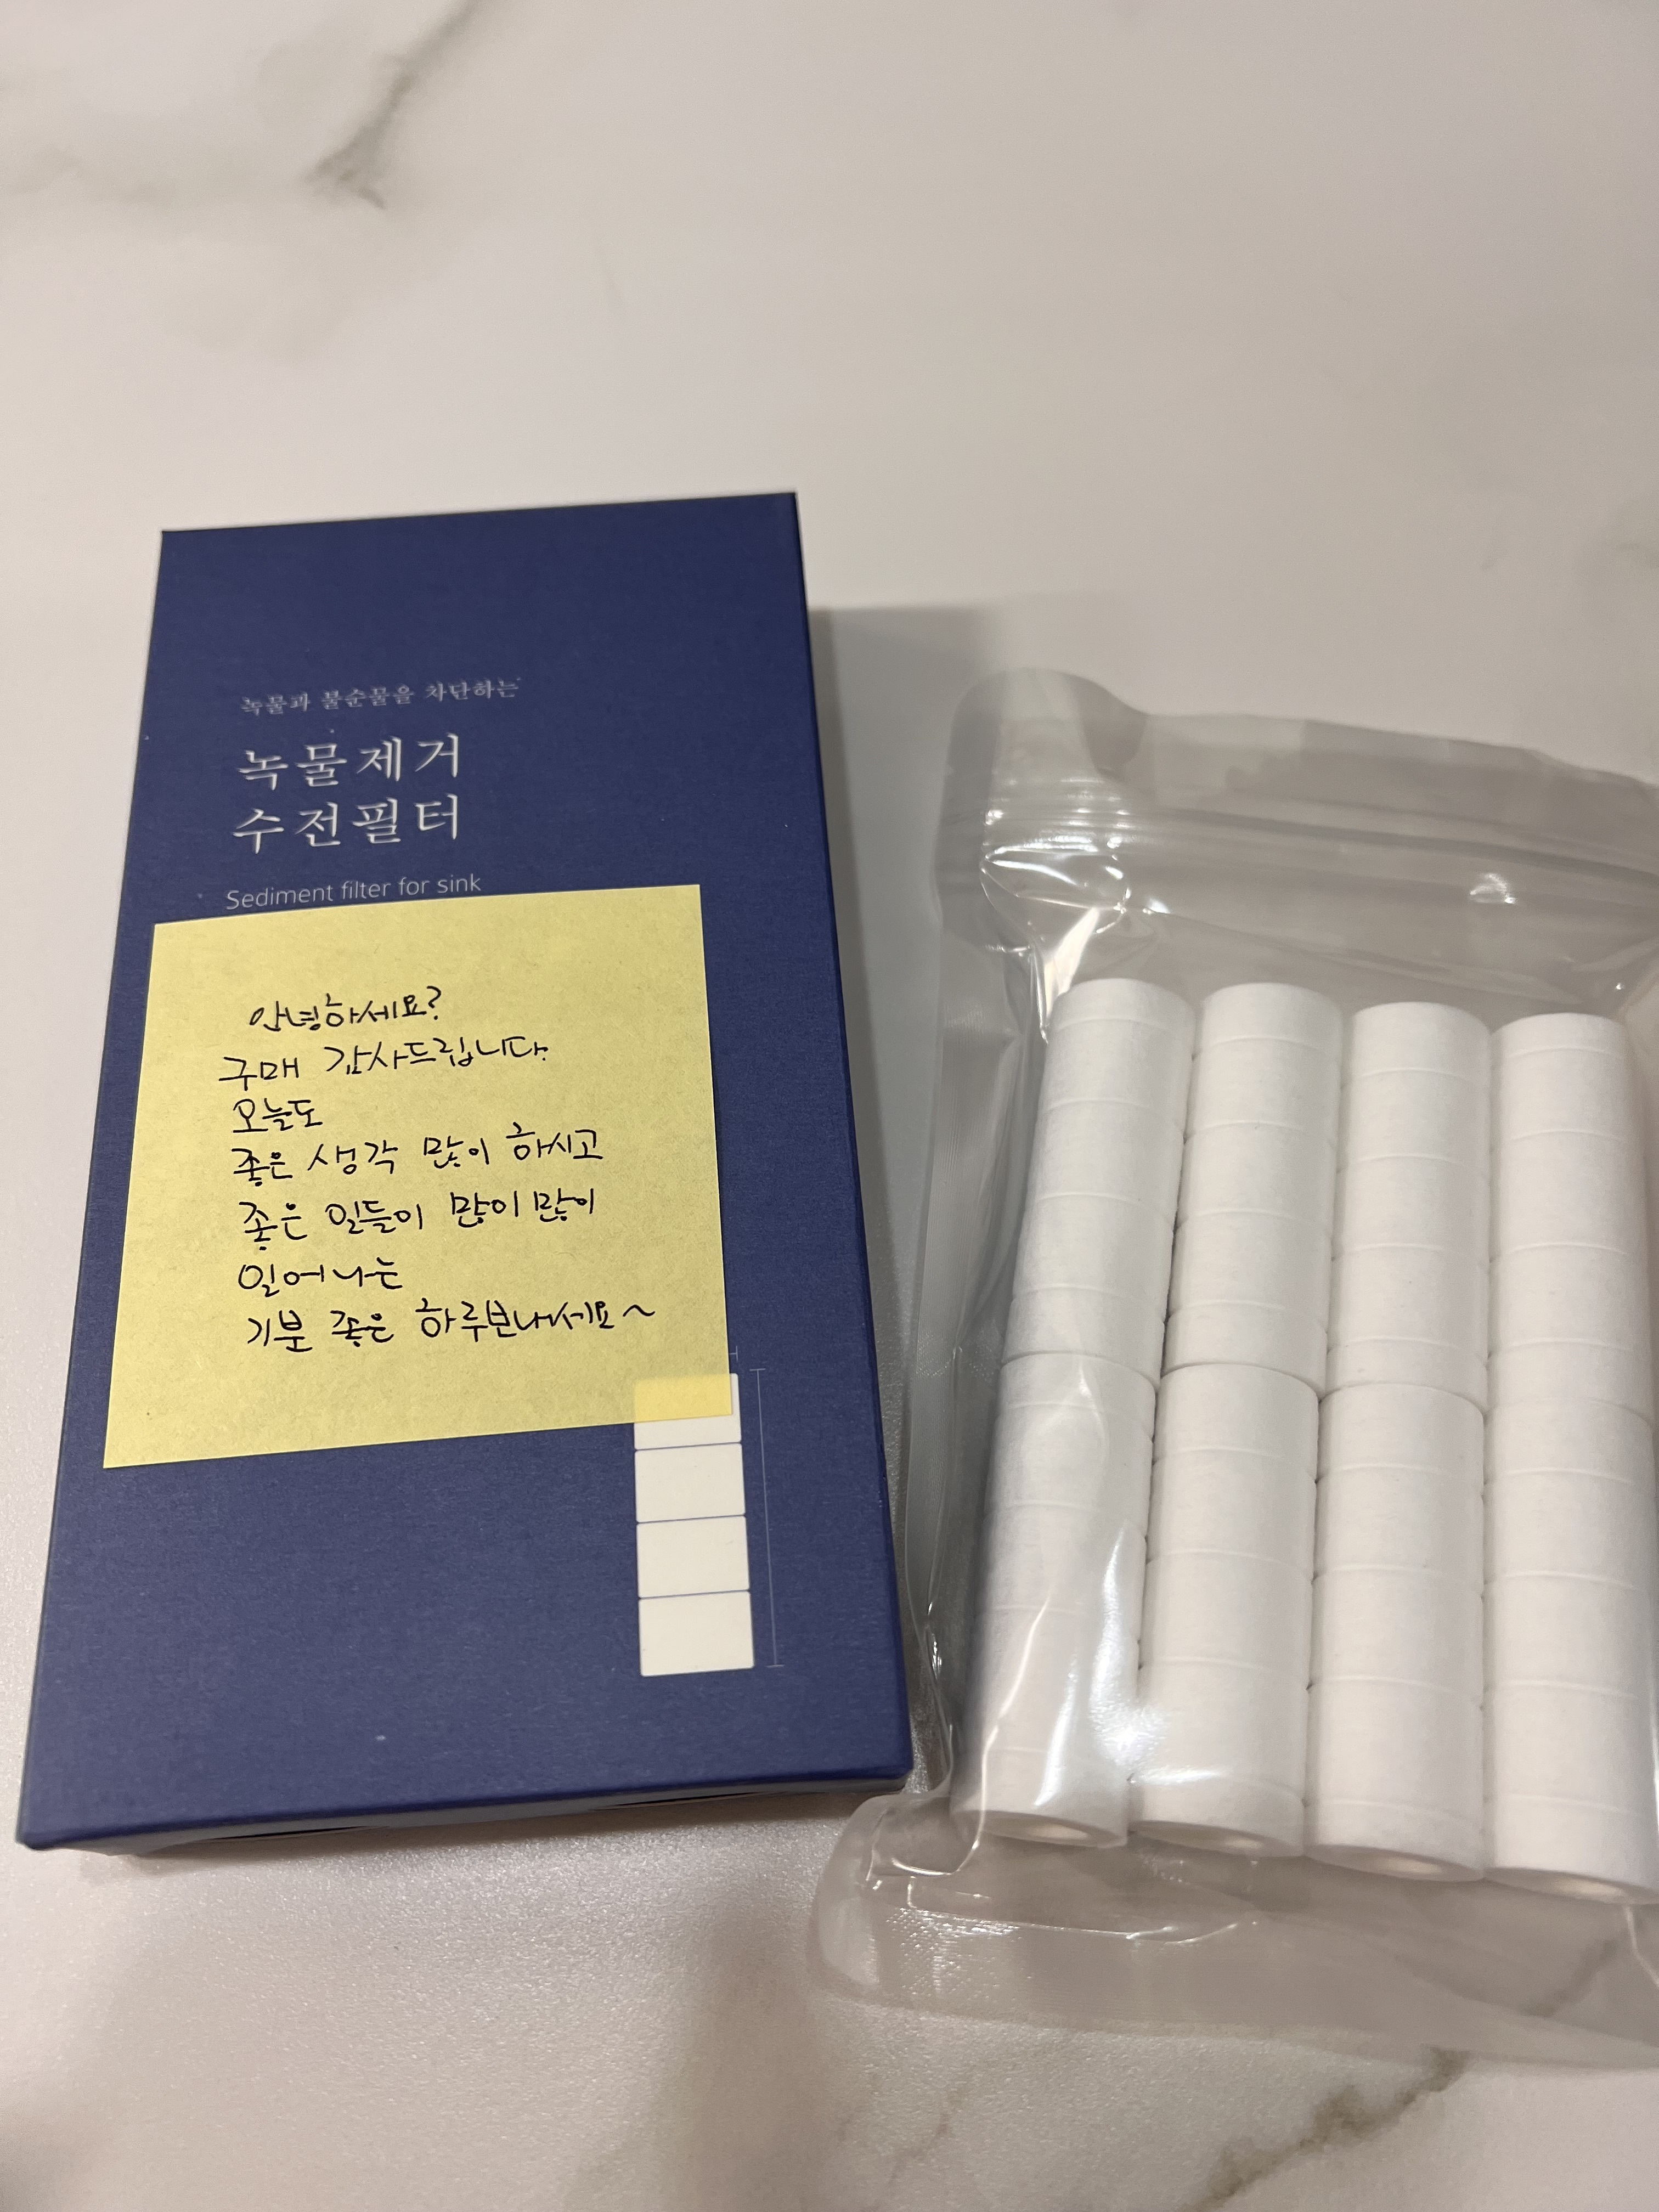 녹물과 불순물을 차단하는
녹물제거
수전필터
Sediment filter for sink
안녕하세요?
구매 감사드립니다.
오늘도
좋은 생각 많이 하시고
좋은 일들이 많이많이
일어나는
기분 좋은 하루보내세요~